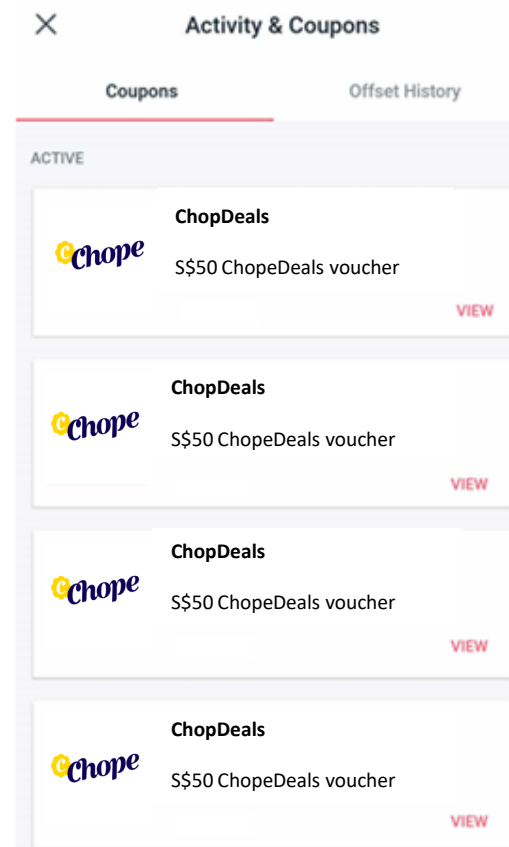 Activity & Coupons
Coupons Offset History
ACTIVE
Chope
ChopDeals
S$50 ChopeDeals voucher
VIEW
Chope
ChopDeals
S$50 ChopeDeals voucher
VIEW
Chope
ChopDeals
S$50 ChopeDeals voucher
VIEW
Chope
ChopDeals
S$50 ChopeDeals voucher
VIEW